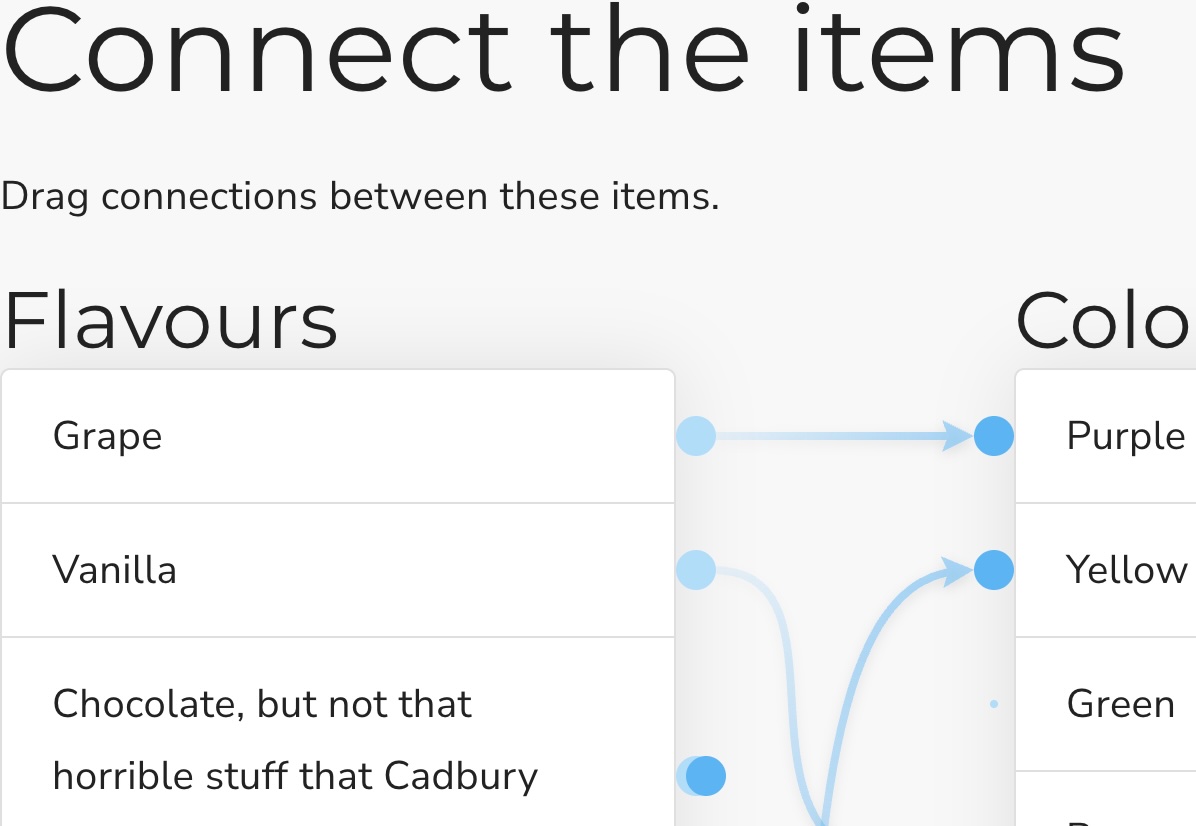 Connect the items
Drag connections between these items.
Flavours
Colo
Grape
Purple
Vanilla
Yellow
Chocolate, but not that
horrible stuff that Cadbury
Green